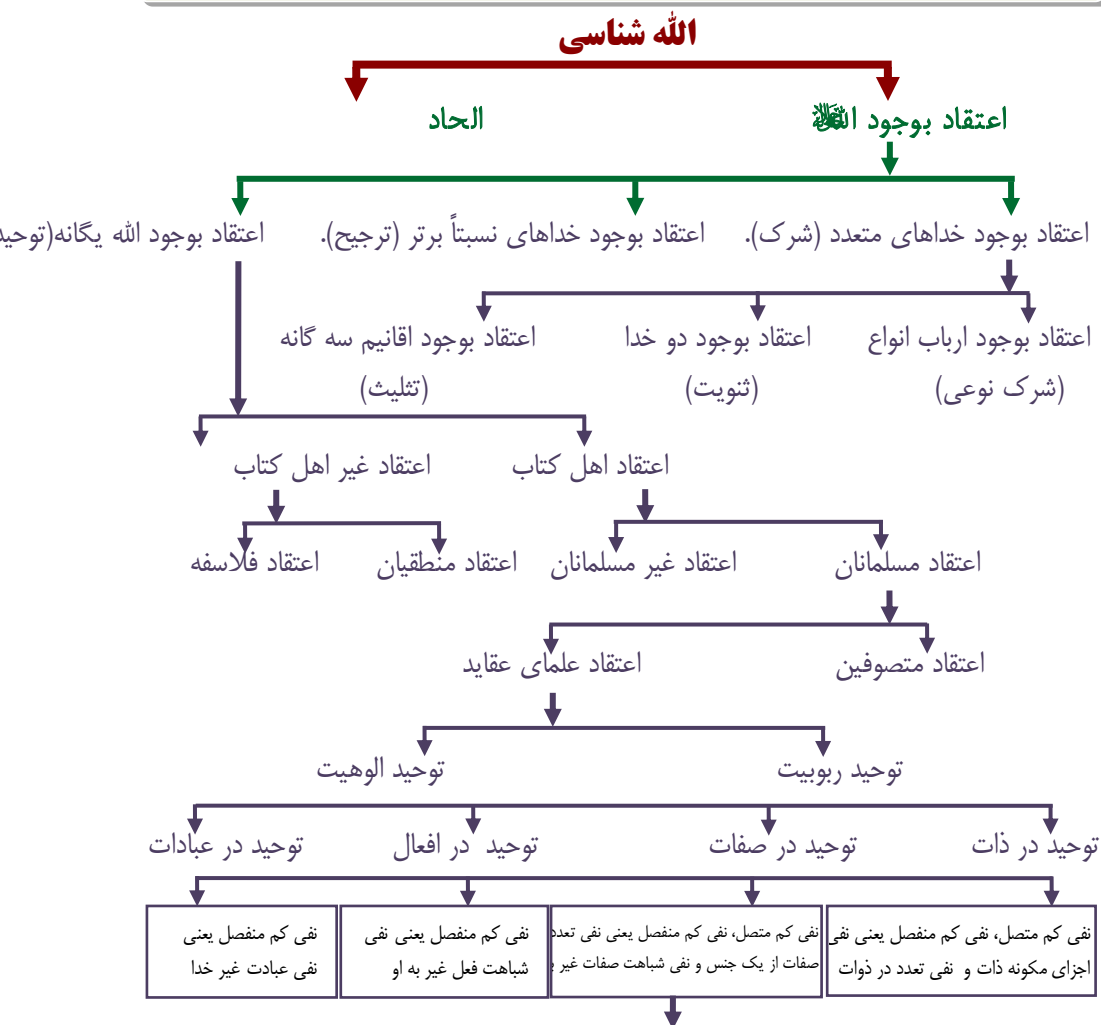 الله شناسی
اعتقاد بوجود الله ﷻ
الحاد
اعتقاد بوجود خداهای متعدد (شرک).
اعتقاد بوجود خداهای نسبتاً برتر (ترجیح).
اعتقاد بوجود الله یگانه(توحید
اعتقاد بوجود ارباب انواع
(شرک نوعی)
اعتقاد بوجود دو خدا
(ثنویت)
اعتقاد بوجود اقانیم سه گانه
(تثلیث)
اعتقاد اهل کتاب
اعتقاد غیر اهل کتاب
اعتقاد مسلمانان
اعتقاد غیر مسلمانان
اعتقاد منطقیان
اعتقاد فلاسفه
اعتقاد متصوفین
اعتقاد علمای عقاید
توحید ربوبیت
توحید الوهیت
توحید در ذات
توحید در صفات
توحید در افعال
توحید در عبادات
نفی کم متصل، نفی کم منفصل یعنی نفی
اجزای مکونه ذات و نفی تعدد در ذوات
نفی کم متصل، نفی کم منفصل یعنی نفی تعدد
صفات از یک جنس و نفی شباهت صفات غیر
نفی کم منفصل یعنی نفی
شباهت فعل غیر به او
نفی کم منفصل یعنی
نفی عبادت غیر خدا